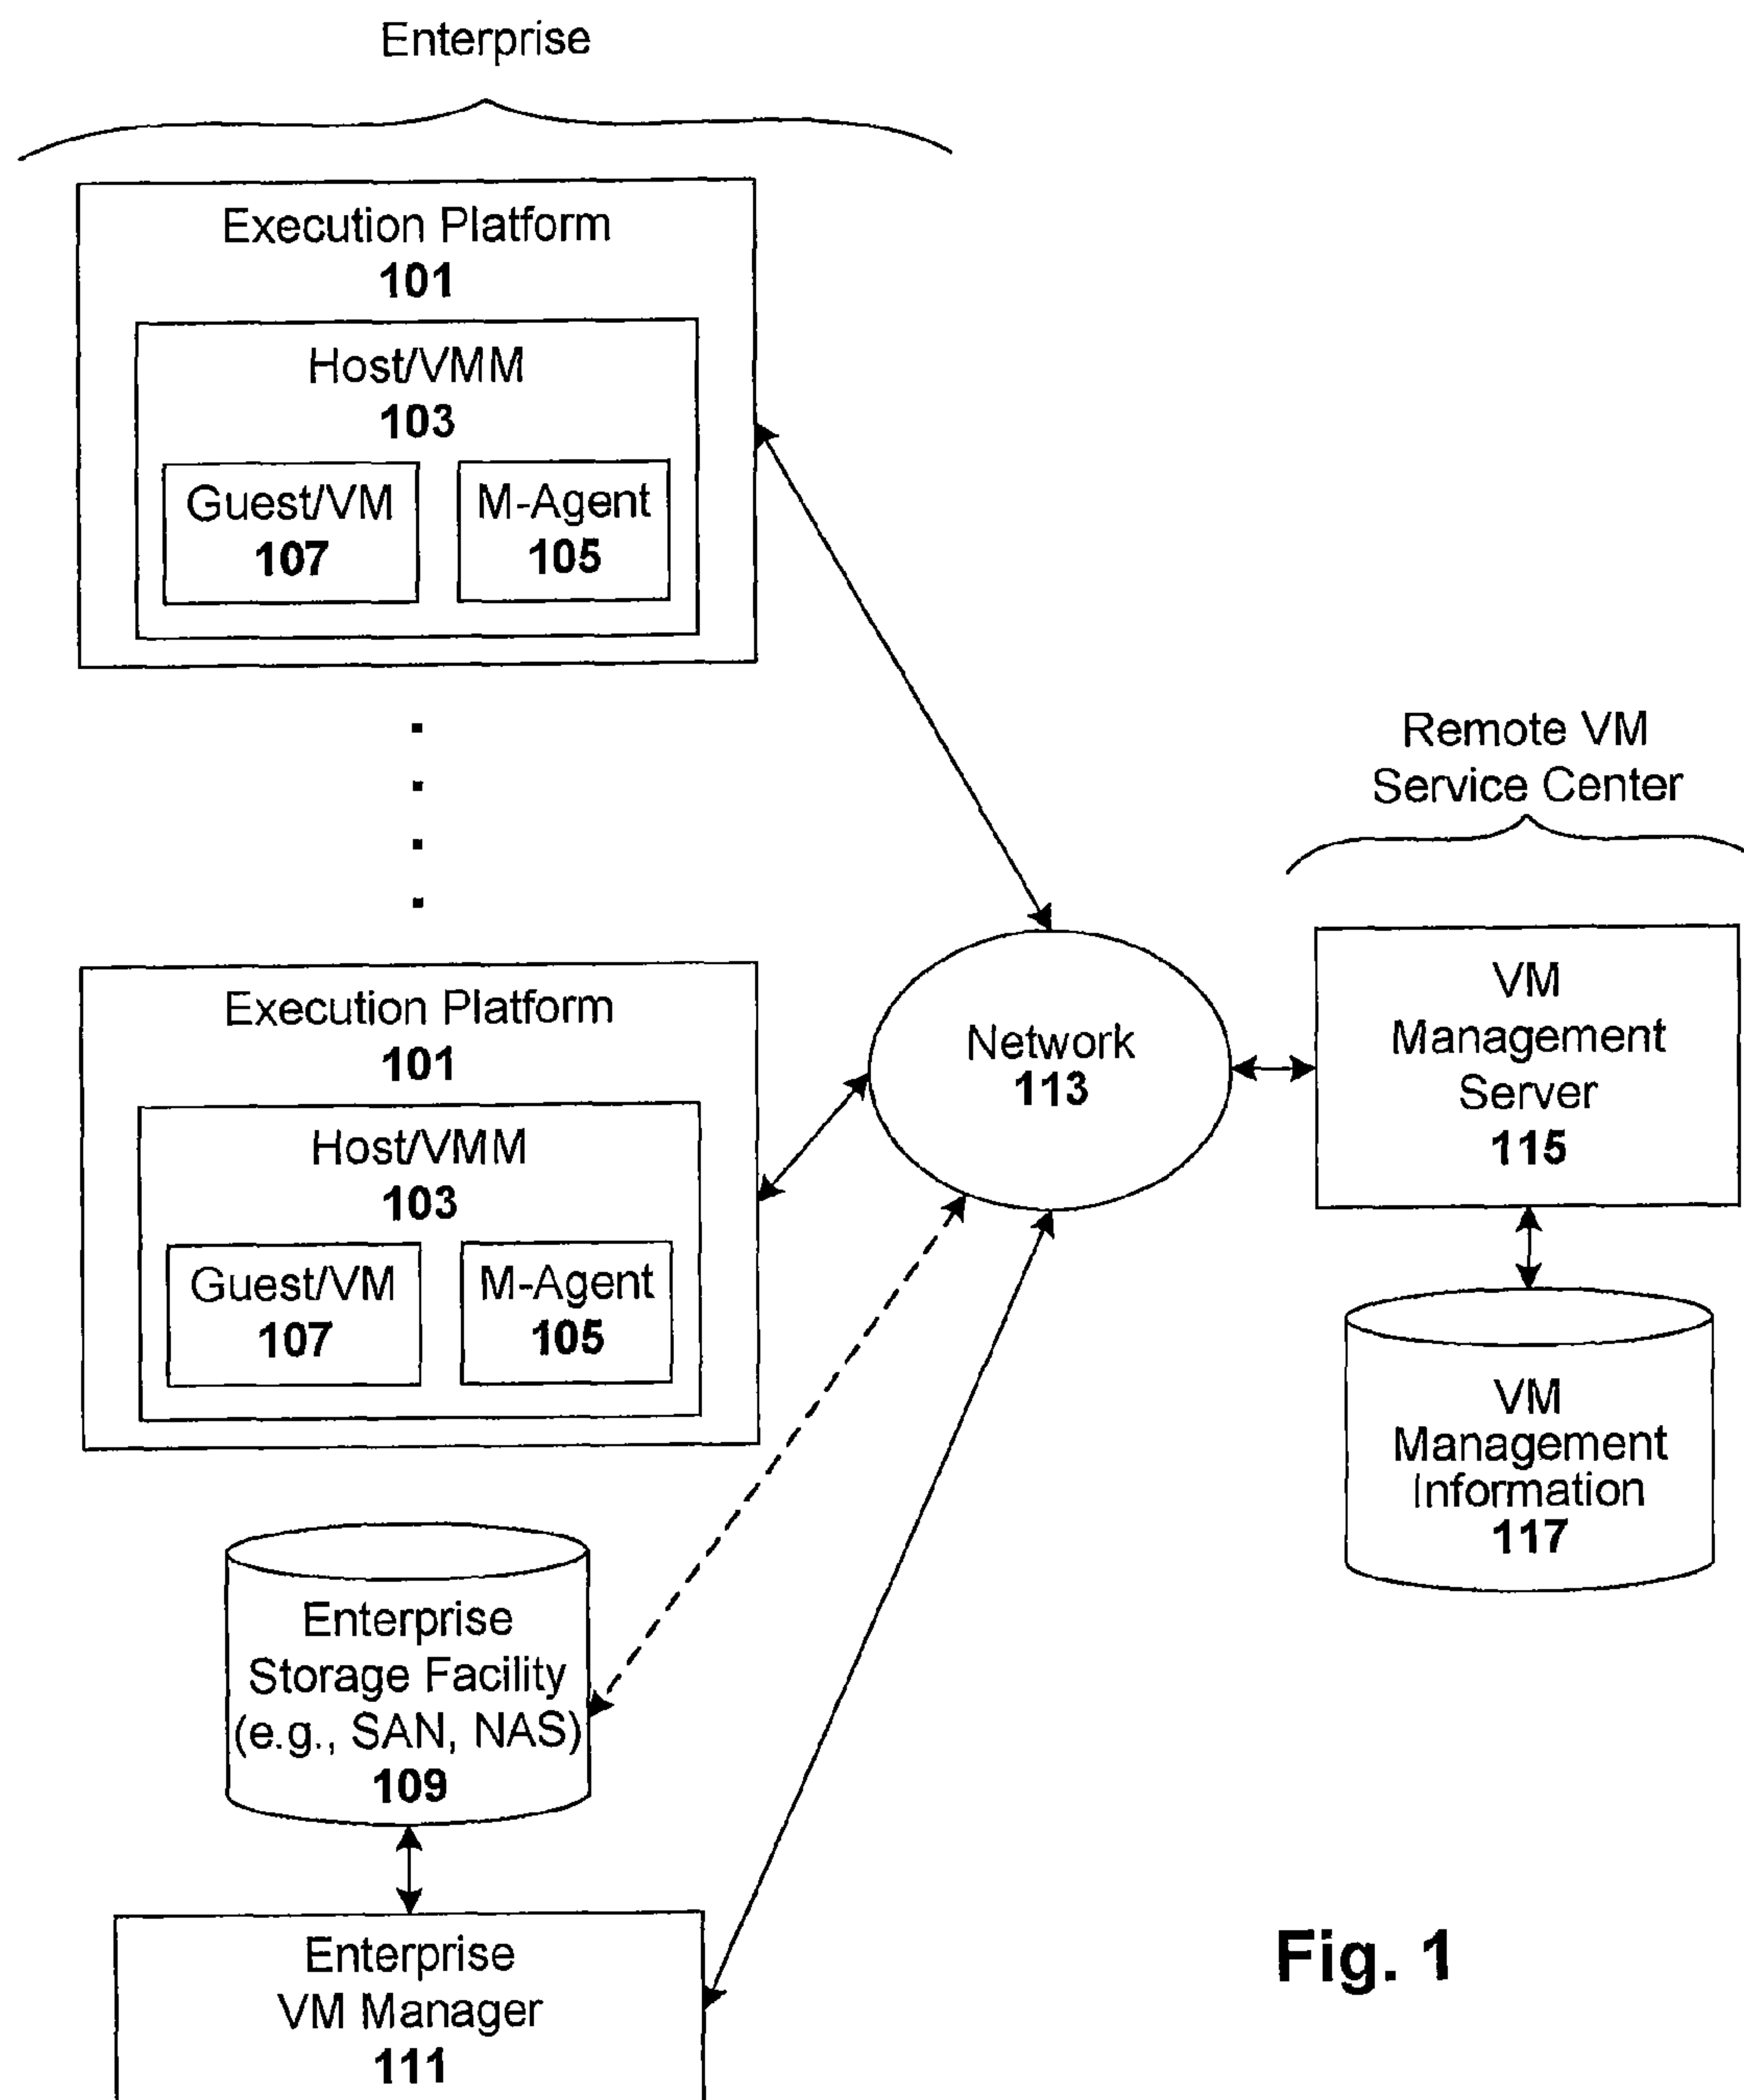 Enterprise
Execution Platform
101
Host/VMM
103
Guest/VM
107
M-Agent
105
Execution Platform
101
Host/VMM
103
Guest/VM
107
M-Agent
105
Enterprise
Storage Facility
(e.g., SAN, NAS)
109
Enterprise
VM Manager
111
Network
113
Remote VM
Service Center
VM
Management
Server
115
VM
Management
Information
117
Fig. 1